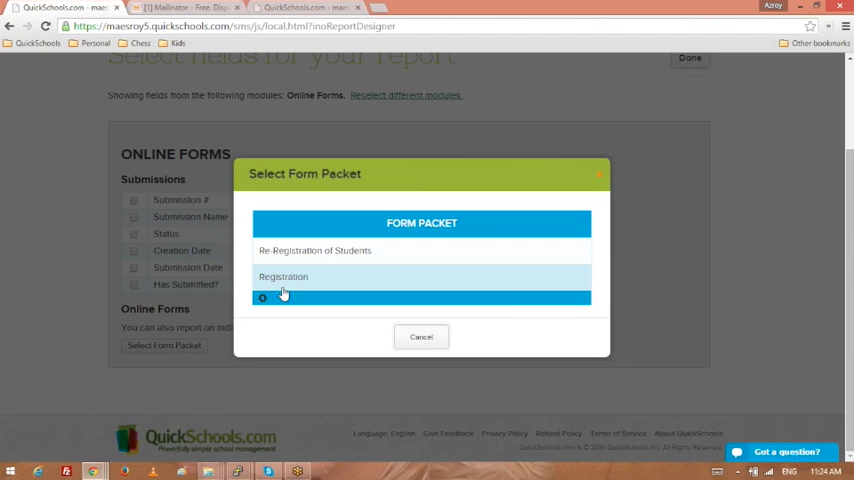 QuickSchools.com - maes
[1] Mailinator - Free. Disp
QuickSchools.com - maes
Azroy
https://maesroy5.quickschools.com/sms/js/local.html?inoReportDesigner
QuickSchools Personal Chess Kids Other bookmarks
Select fields for your report
Done
Showing fields from the following modules: Online Forms. Reselect different modules.
ONLINE FORMS
Submissions
Submission #
Submission Name
Status
Creation Date
Submission Date
Has Submitted?
Online Forms
You can also report on indi
Select Form Packet
Select Form Packet
FORM PACKET
Re-Registration of Students
Registration
Cancel
QuickSchools.com
Powerfully simple school management
Language: English Give Feedback Privacy Policy Refund Policy Terms of Service About QuickSchools
Got a question?
ENG 11:24 AM